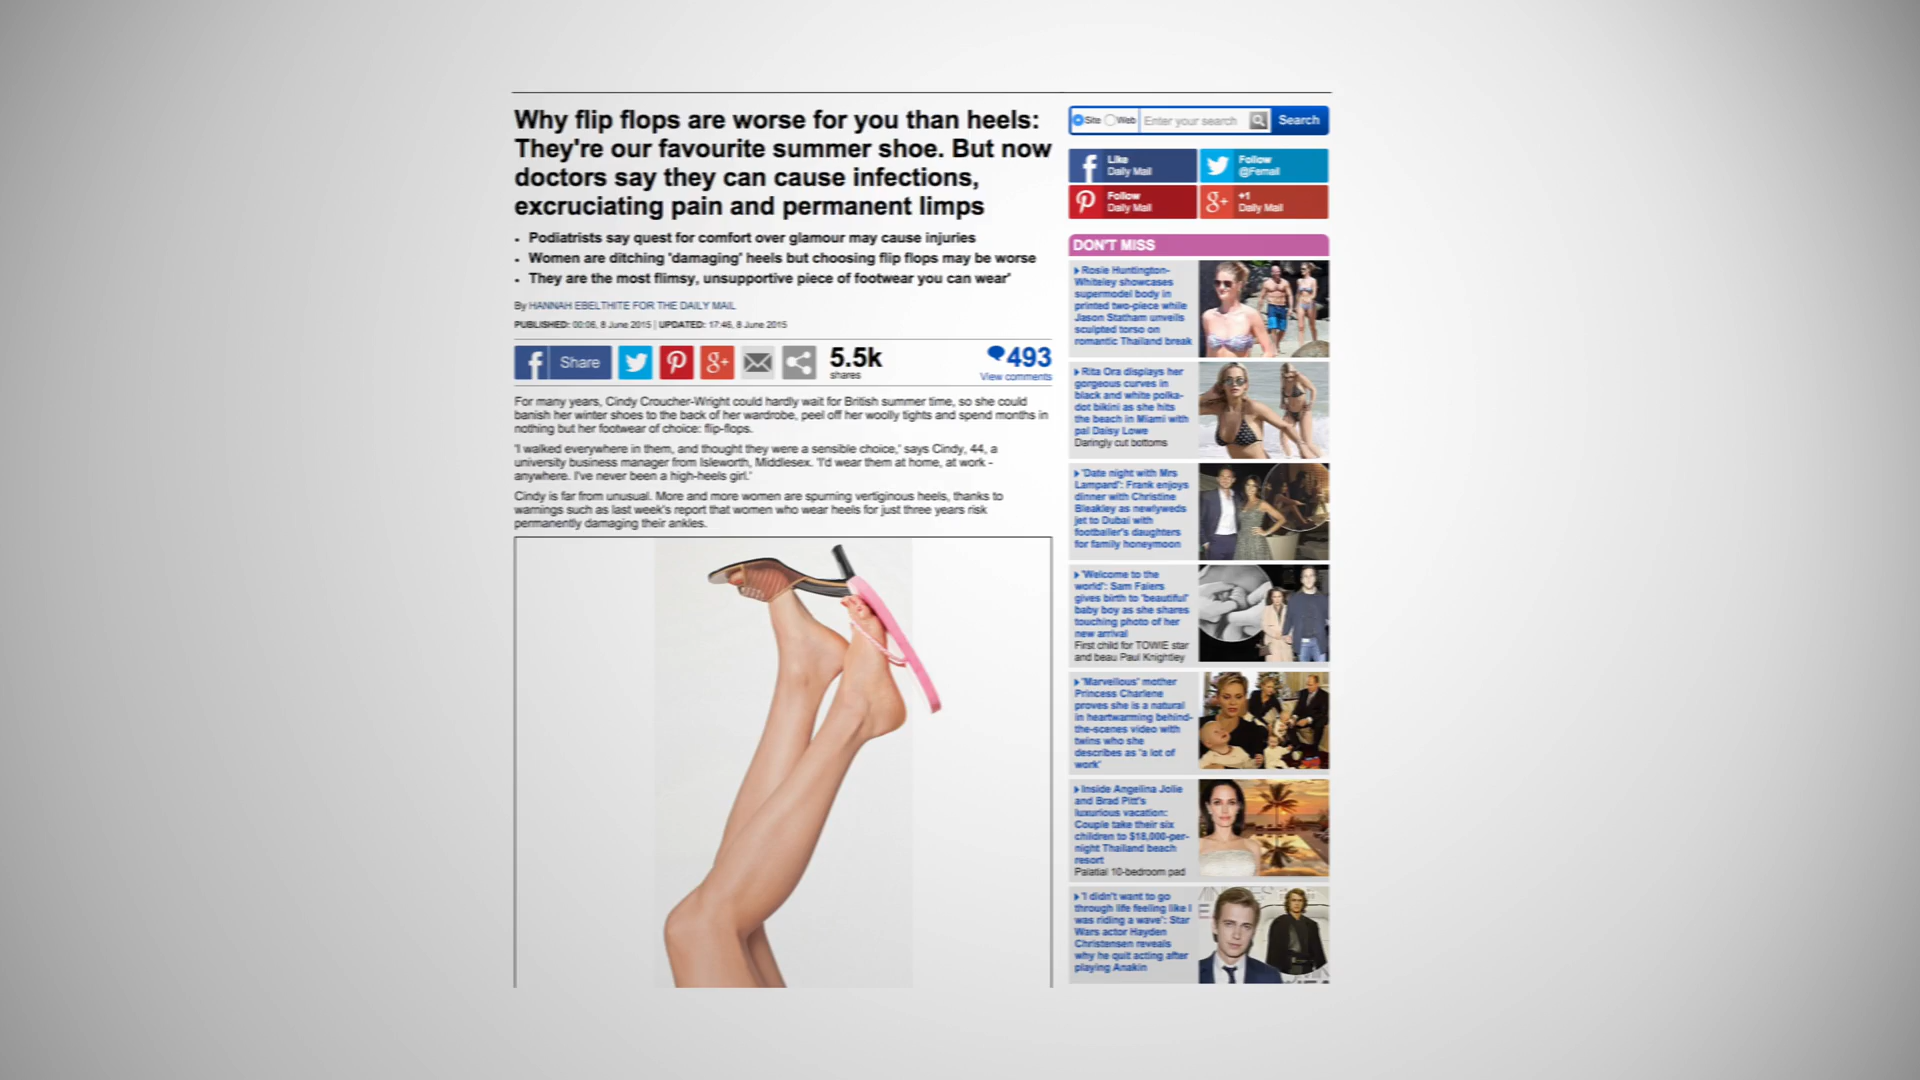 Why flip flops are worse for you than heels:
They're our favourite summer shoe. But now
doctors say they can cause infections,
excruciating pain and permanent limps
• Podiatrists say quest for comfort over glamour may cause injuries
• Women are ditching 'damaging' heels but choosing flip flops may be worse
• They are the most flimsy, unsupportive piece of footwear you can wear'
By HANNAH EBELTHITE FOR THE DAILY MAIL
PUBLISHED: 00:06, 8 June 2015 | UPDATED: 17:46, 8 June 2015
Share
5.5k
shares
493
View comments
For many years, Cindy Croucher-Wright could hardly wait for British summer time, so she could
banish her winter shoes to the back of her wardrobe, peel off her woolly tights and spend months in
nothing but her footwear of choice: flip-flops.
'I walked everywhere in them, and thought they were a sensible choice,' says Cindy, 44, a
university business manager from Isleworth, Middlesex. 'I'd wear them at home, at work -
anywhere. I've never been a high-heels girl.'
Cindy is far from unusual. More and more women are spurning vertiginous heels, thanks to
warnings such as last week's report that women who wear heels for just three years risk
permanently damaging their ankles.
Site Web Enter your search Search
Like
Daily Mail
Follow
@Femail
Follow
Daily Mail
+1
Daily Mail
DON'T MISS
Rosie Huntington-
Whiteley showcases
supermodel body in
printed two-piece while
Jason Statham unveils
sculpted torso on
romantic Thailand break
Rita Ora displays her
gorgeous curves in
black and white polka-
dot bikini as she hits
the beach in Miami with
pal Daisy Lowe
Daringly cut bottoms
'Date night with Mrs
Lampard': Frank enjoys
dinner with Christine
Bleakley as newlyweds
jet to Dubai with
footballer's daughters
for family honeymoon
'Welcome to the
world': Sam Faiers
gives birth to 'beautiful'
baby boy as she shares
touching photo of her
new arrival
First child for TOWIE star
and beau Paul Knightley
'Marvellous' mother
Princess Charlene
proves she is a natural
in heartwarming behind-
the-scenes video with
twins who she
describes as 'a lot of
work'
Inside Angelina Jolie
and Brad Pitt's
luxurious vacation:
Couple take their six
children to $18,000-per-
night Thailand beach
resort
Palatial 10-bedroom pad
'I didn't want to go
through life feeling like I
was riding a wave': Star
Wars actor Hayden
Christensen reveals
why he quit acting after
playing Anakin